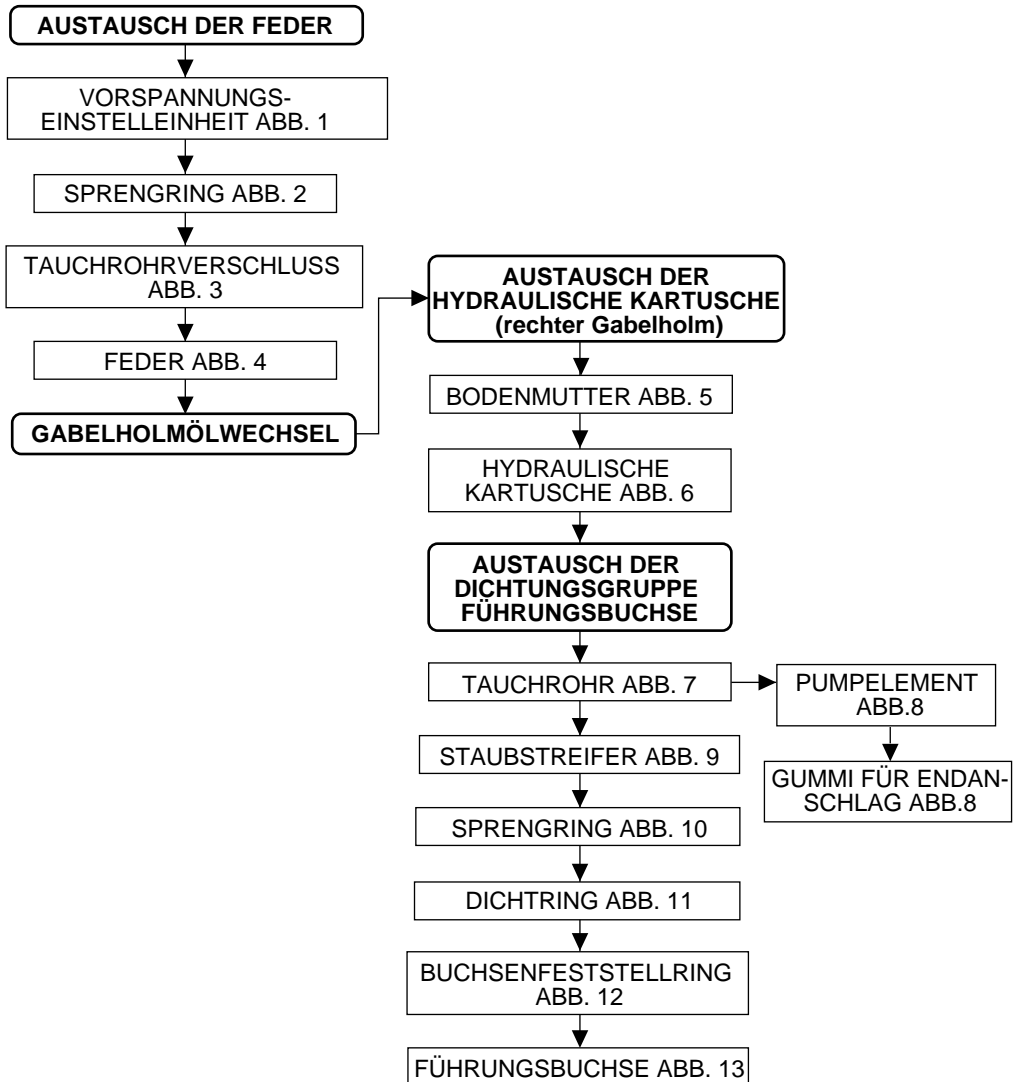 AUSTAUSCH DER FEDER
VORSPANNUNGS-
EINSTELLEINHEIT ABB. 1
SPRENGRING ABB. 2
TAUCHROHRVERSCHLUSS
ABB. 3
FEDER ABB. 4
GABELHOLMÖLWECHSEL
AUSTAUSCH DER
HYDRAULISCHE KARTUSCHE
(rechter Gabelholm)
BODENMUTTER ABB. 5
HYDRAULISCHE
KARTUSCHE ABB. 6
AUSTAUSCH DER
DICHTUNGSGRUPPE
FÜHRUNGSBUCHSE
TAUCHROHR ABB. 7
PUMPELEMENT
ABB.8
GUMMI FÜR ENDAN-
SCHLAG ABB.8
STAUBSTREIFER ABB. 9
SPRENGRING ABB. 10
DICHTRING ABB. 11
BUCHSENFESTSTELLRING
ABB. 12
FÜHRUNGSBUCHSE ABB. 13